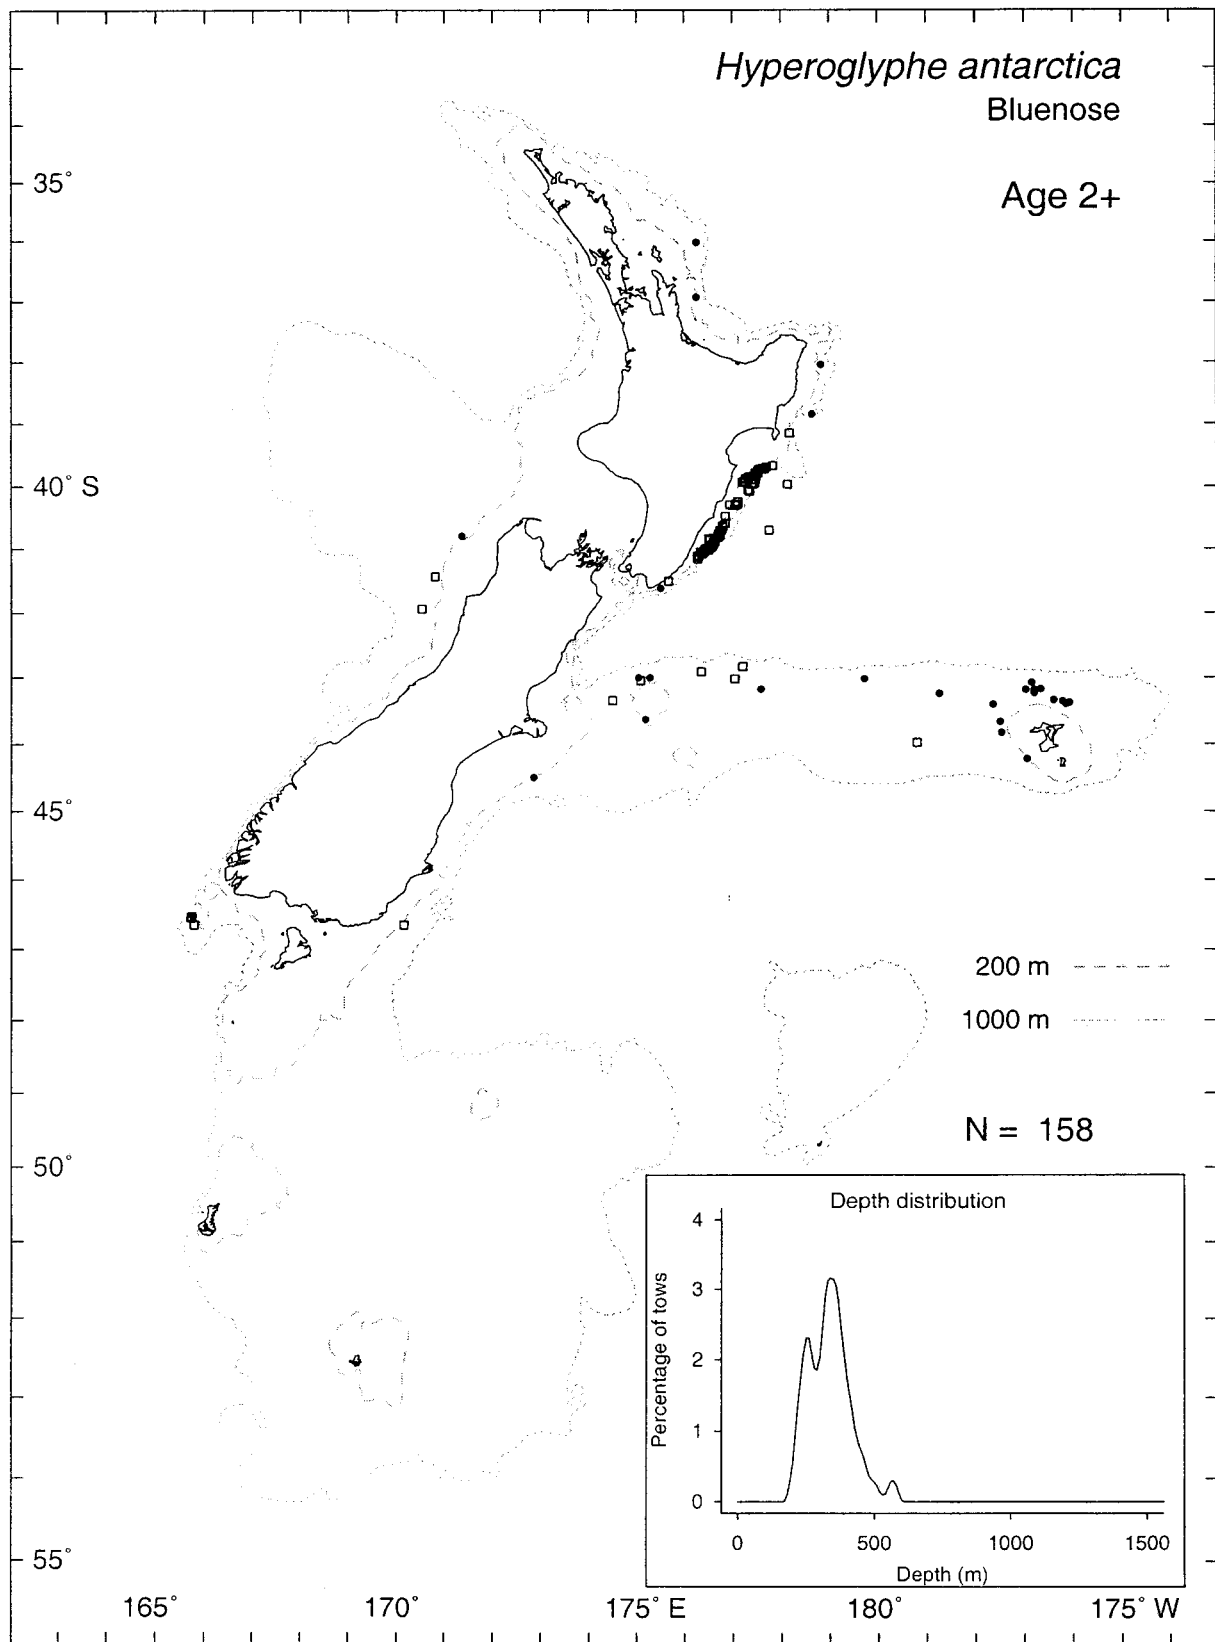 Hyperoglyphe antarctica
Bluenose
Age 2+
35°
40° S
45°
200 m
1000 m
N = 158
50°
Depth distribution
4
3
2
1
0
Percentage of tows
0 500 1000 1500
Depth (m)
55°
165° 170° 175° E 180° 175° W